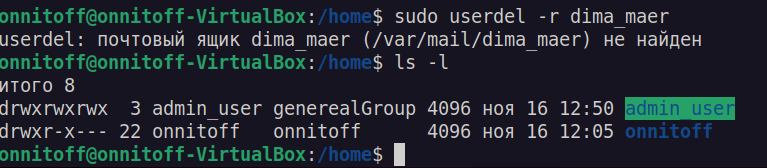 onnitoff@onnitoff-VirtualBox:/home$ sudo userdel -r dima_maer
userdel: почтовый ящик dima_maer (/var/mail/dima_maer) не найден
onnitoff@onnitoff-VirtualBox:/home$ ls -l
итого 8
drwxrwxrwx  3 admin_user generealGroup 4096 ноя 16 12:50 admin_user
drwxr-x--- 22 onnitoff   onnitoff      4096 ноя 16 12:05 onnitoff
onnitoff@onnitoff-VirtualBox:/home$